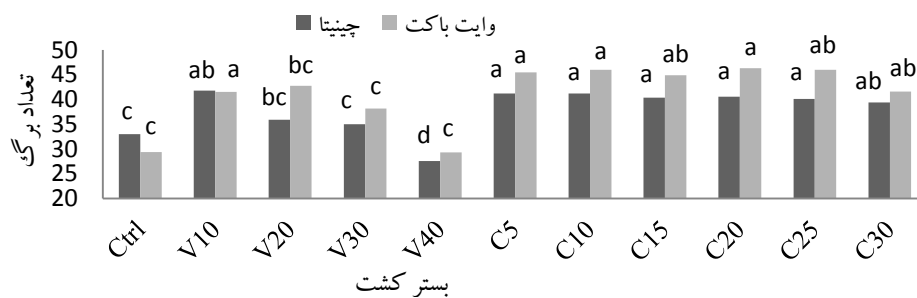 چینیتا وایت باکت
تعداد برگ
50
45
40
35
30
25
20
c c ab a bc bc c c d c a a a a a ab a a a ab ab ab
Ctrl V10 V20 V30 V40 C5 C10 C15 C20 C25 C30
بستر کشت